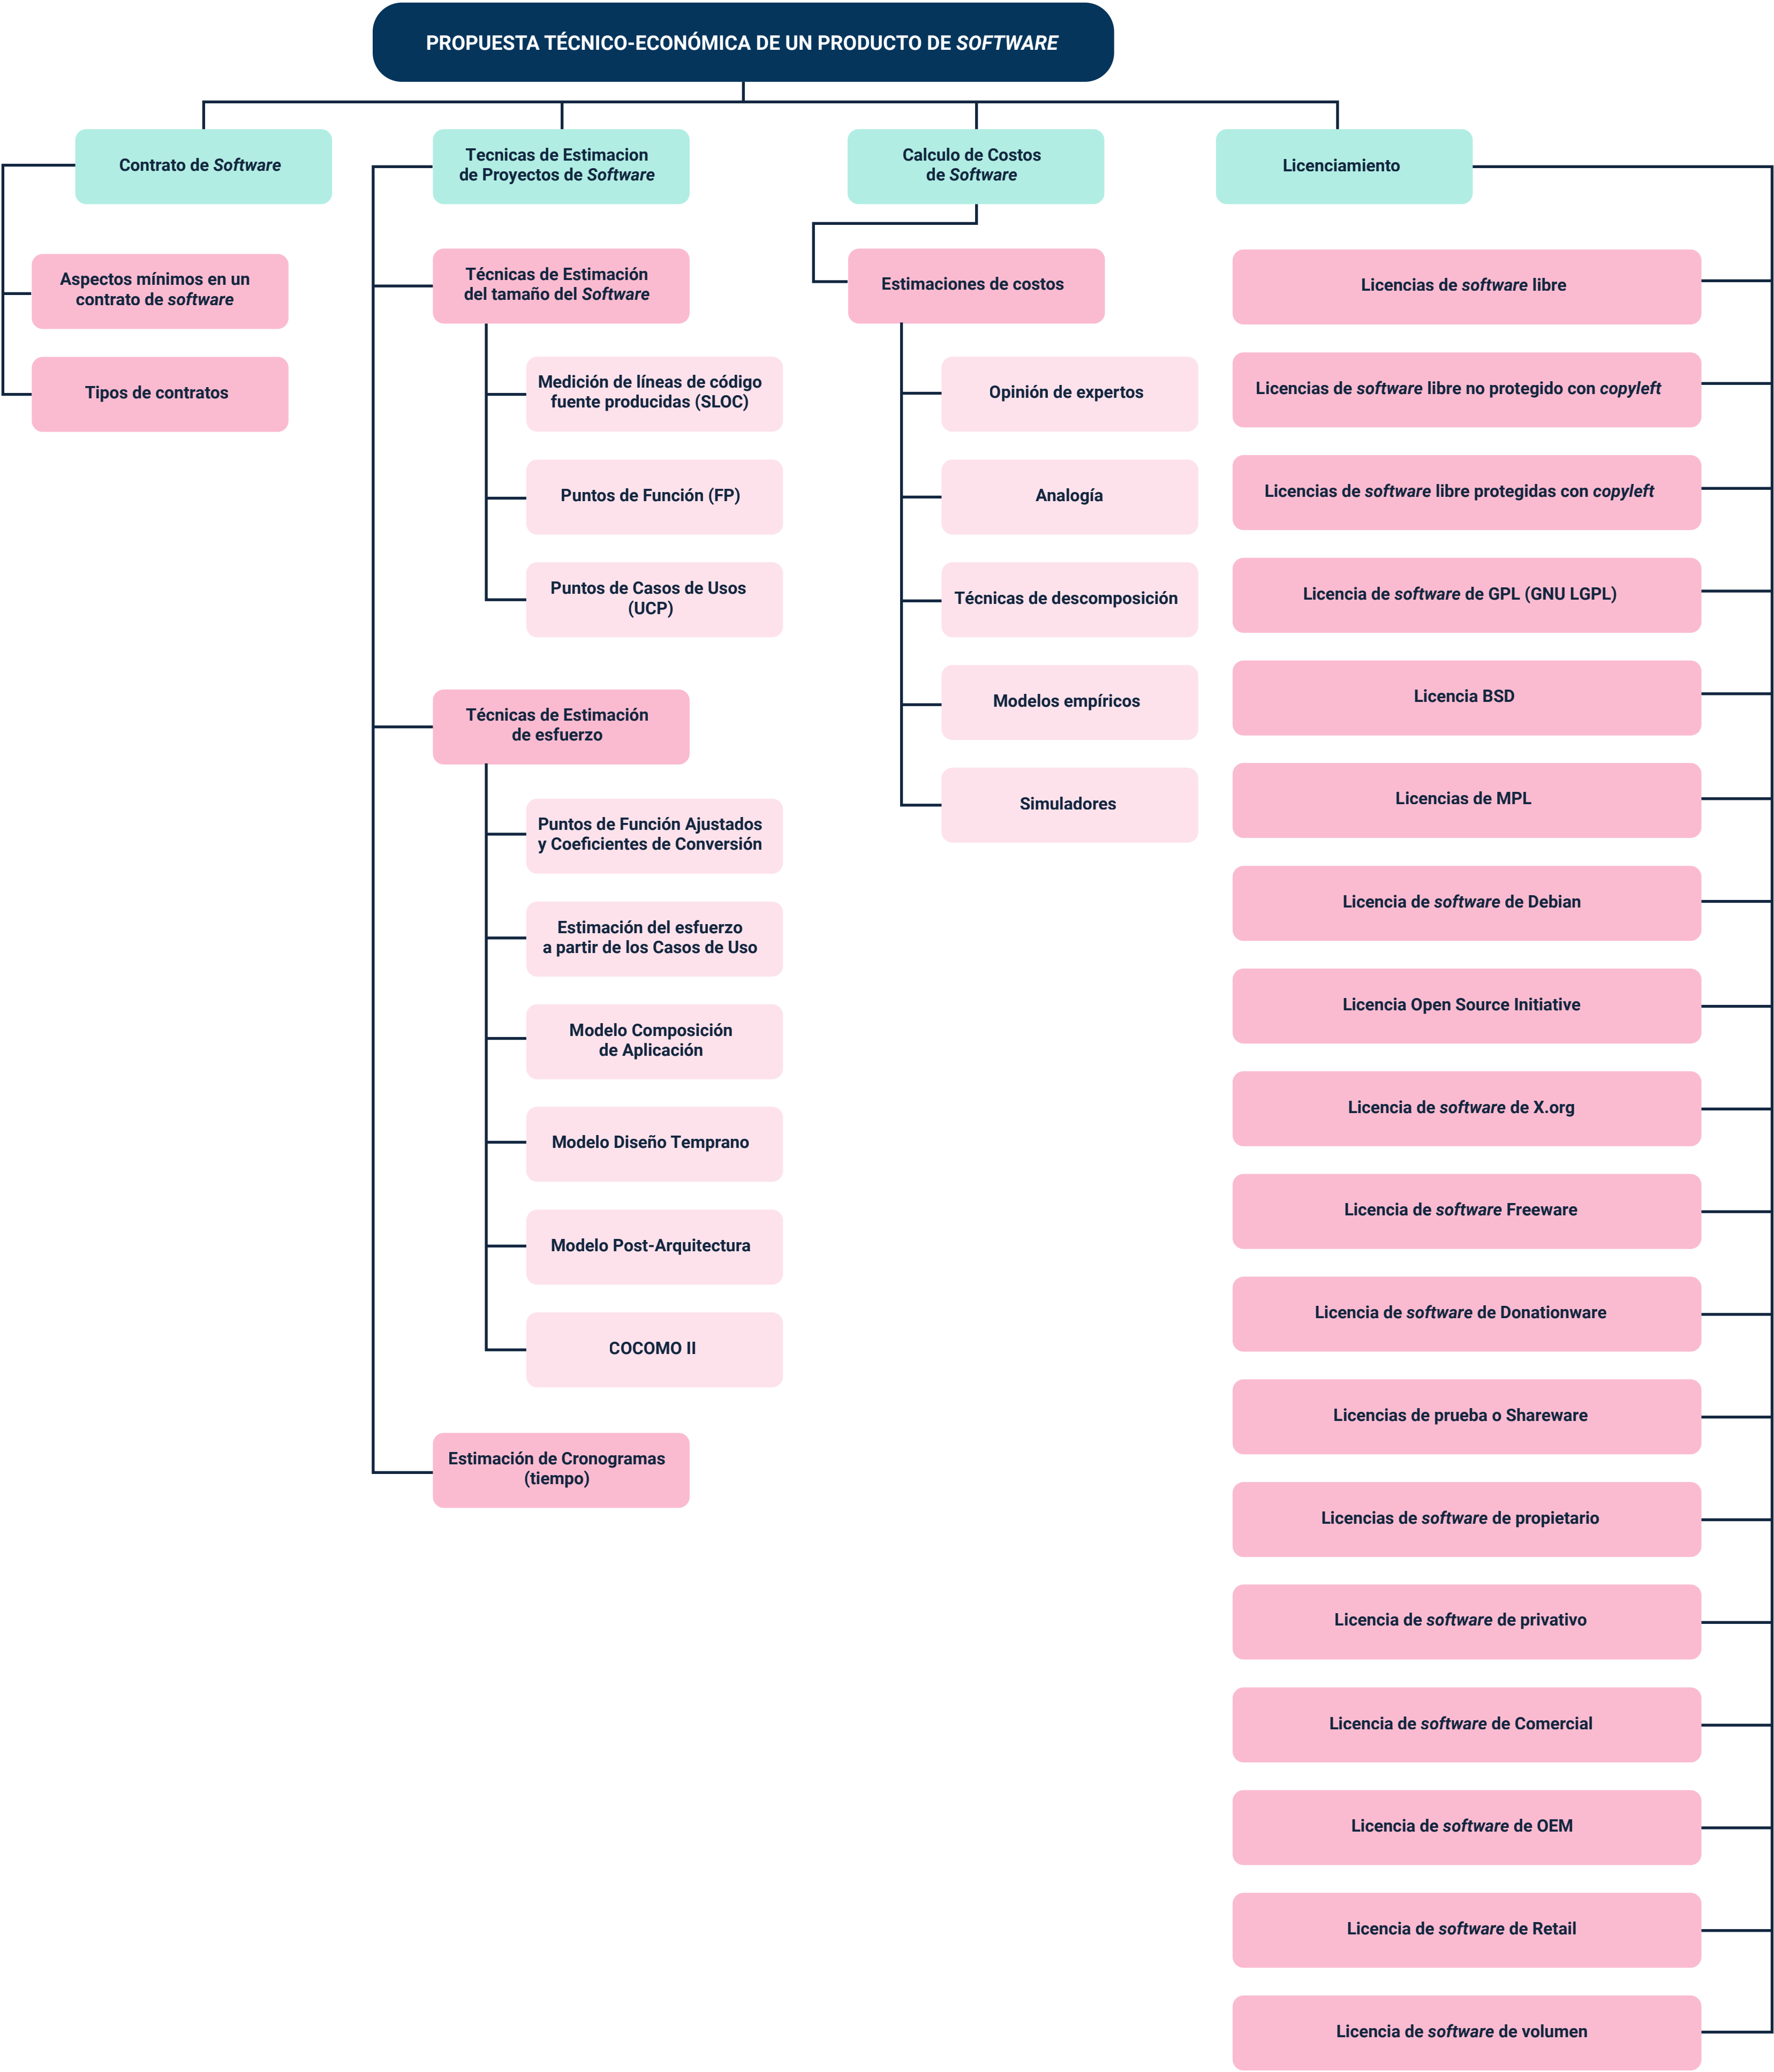 PROPUESTA TÉCNICO-ECONÓMICA DE UN PRODUCTO DE SOFTWARE
Contrato de Software
Aspectos mínimos en un
contrato de software
Tipos de contratos
Tecnicas de Estimacion
de Proyectos de Software
Técnicas de Estimación
del tamaño del Software
Medición de líneas de código
fuente producidas (SLOC)
Puntos de Función (FP)
Puntos de Casos de Usos
(UCP)
Técnicas de Estimación
de esfuerzo
Puntos de Función Ajustados
y Coeficientes de Conversión
Estimación del esfuerzo
a partir de los Casos de Uso
Modelo Composición
de Aplicación
Modelo Diseño Temprano
Modelo Post-Arquitectura
COCOMO II
Estimación de Cronogramas
(tiempo)
Calculo de Costos
de Software
Estimaciones de costos
Opinión de expertos
Analogía
Técnicas de descomposición
Modelos empíricos
Simuladores
Licenciamiento
Licencias de software libre
Licencias de software libre no protegido con copyleft
Licencias de software libre protegidas con copyleft
Licencia de software de GPL (GNU LGPL)
Licencia BSD
Licencias de MPL
Licencia de software de Debian
Licencia Open Source Initiative
Licencia de software de X.org
Licencia de software Freeware
Licencia de software de Donationware
Licencias de prueba o Shareware
Licencias de software de propietario
Licencia de software de privativo
Licencia de software de Comercial
Licencia de software de OEM
Licencia de software de Retail
Licencia de software de volumen